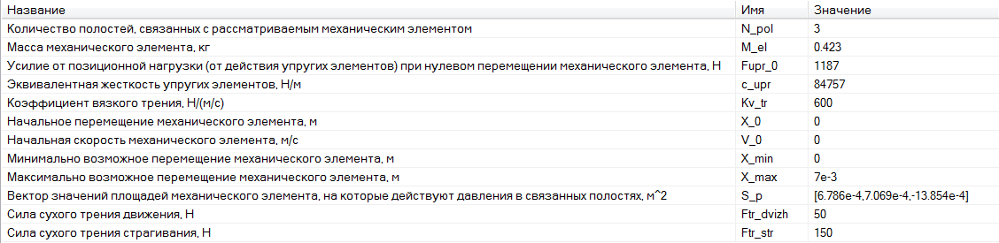 Название Имя Значение
Количество полостей, связанных с рассматриваемым механическим элементом N_pol 3
Масса механического элемента, кг M_el 0.423
Усилие от позиционной нагрузки (от действия упругих элементов) при нулевом перемещении механического элемента, Н Fupr_0 1187
Эквивалентная жесткость упругих элементов, Н/м c_upr 84757
Коэффициент вязкого трения, Н/(м/с) Kv_tr 600
Начальное перемещение механического элемента, м X_0 0
Начальная скорость механического элемента, м/с V_0 0
Минимально возможное перемещение механического элемента, м X_min 0
Максимально возможное перемещение механического элемента, м X_max 7e-3
Вектор значений площадей механического элемента, на которые действуют давления в связанных полостях, м^2 S_p [6.786e-4,7.069e-4,-13.854e-4]
Сила сухого трения движения, Н Ftr_dvizh 50
Сила сухого трения страгивания, Н Ftr_str 150